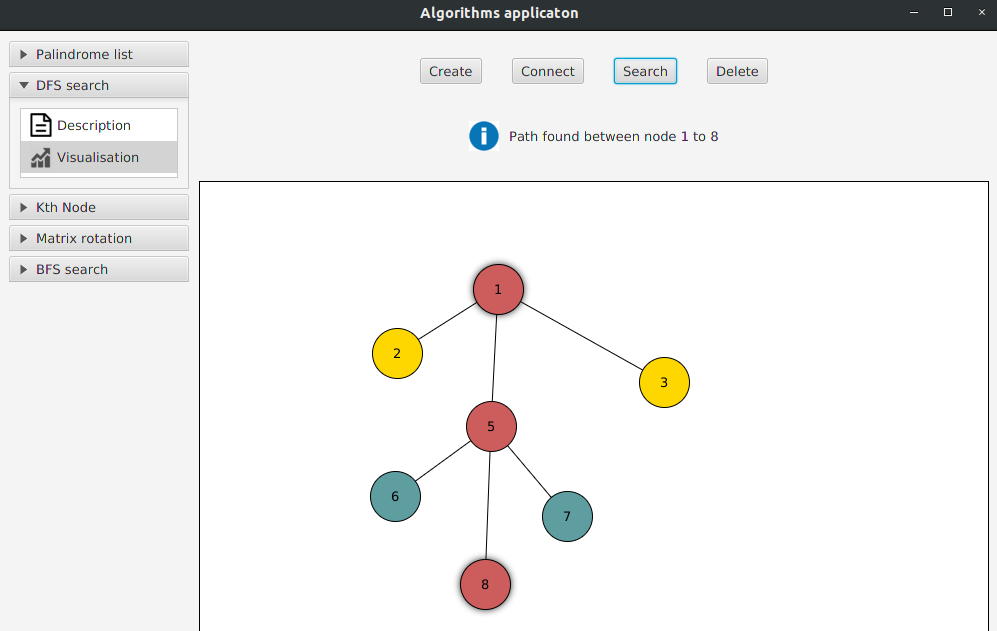 Algorithms applicaton
Palindrome list
DFS search
Description
Visualisation
Kth Node
Matrix rotation
BFS search
Create Connect Search Delete
Path found between node 1 to 8
1
2
3
5
6
7
8